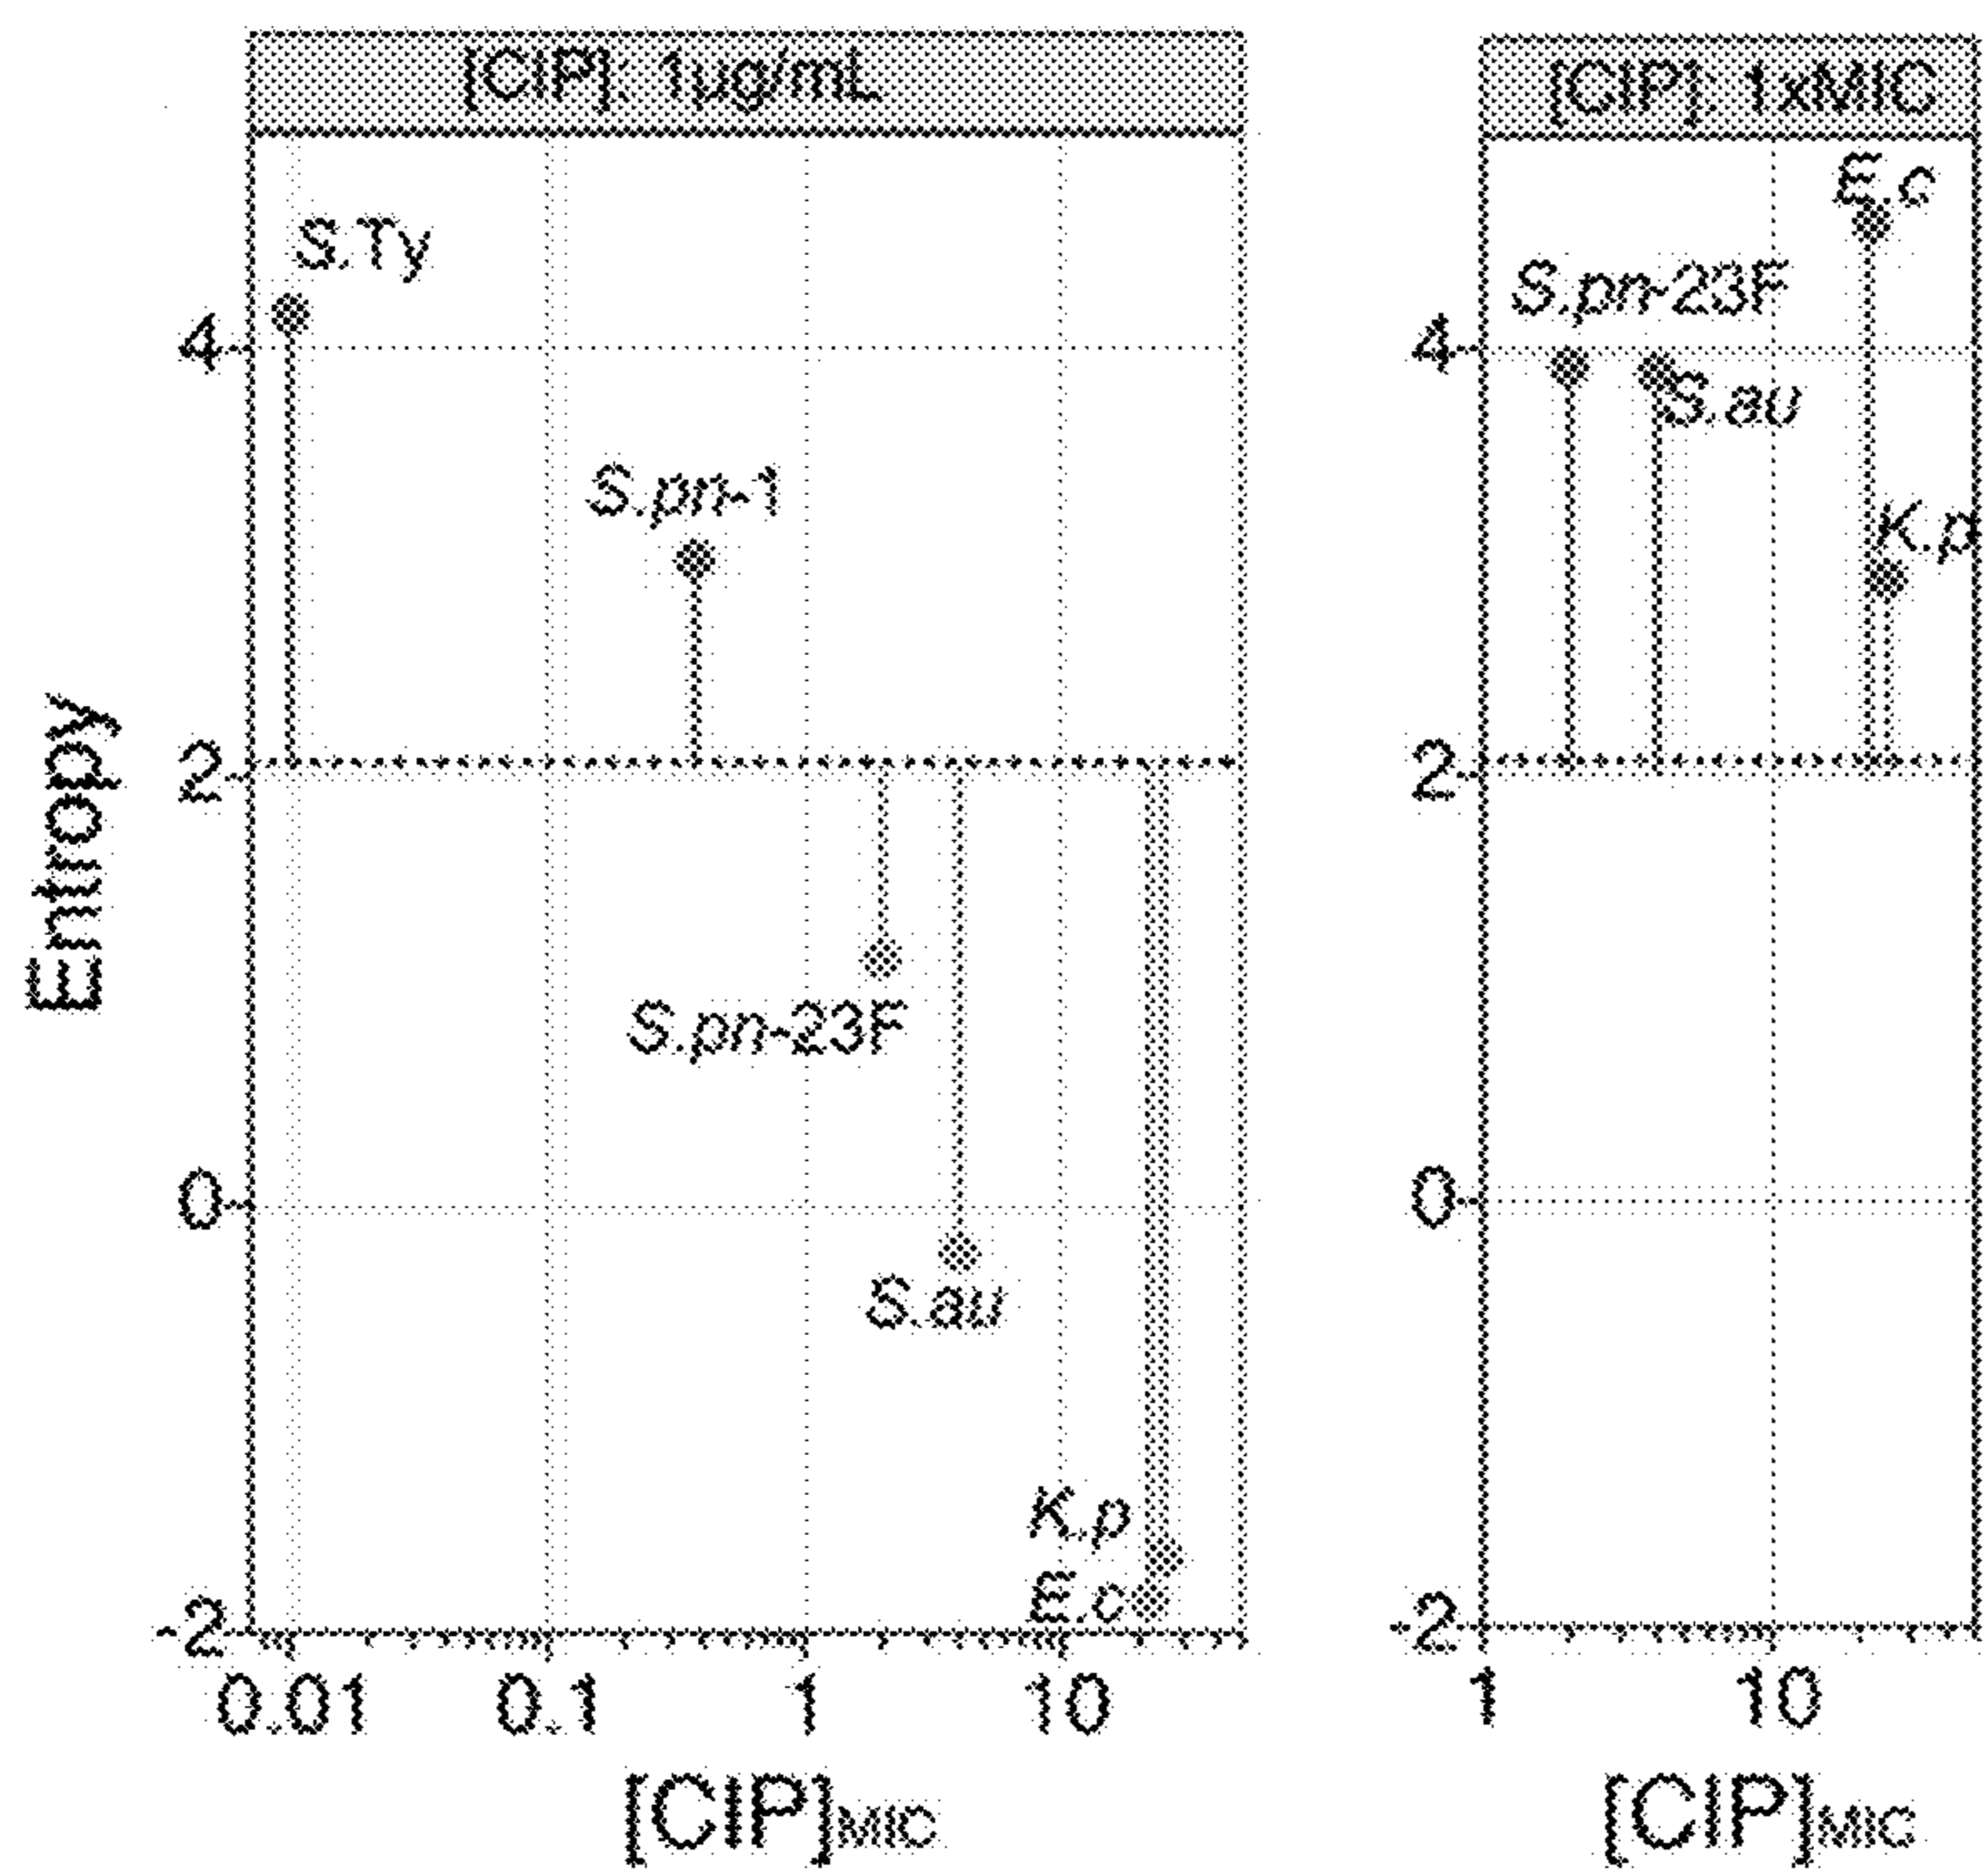 [CIP]: 1µg/mL
[CIP]: 1xMIC
Entropy
4
2
0
-2
S.Ty
S.pn-1
S.pn-23F
S.au
K.p
E.c
0.01
0.1
1
10
[CIP]MIC
4
2
0
-2
E.c
S.pn-23F
S.au
K.p
1
10
[CIP]MIC